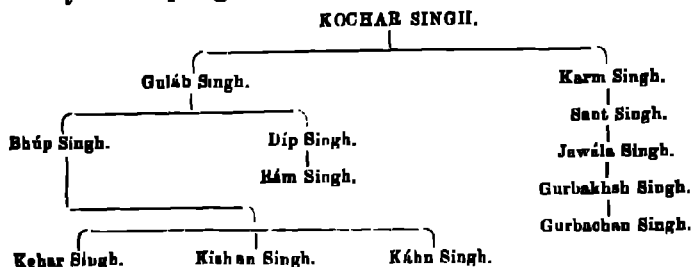 KOCHAR SINGH.
Guláb Singh. Karm Singh.
Sant Singh.
Bhúp Singh. Díp Singh. Jawála Singh.
Rám Singh. Gurbakhsh Singh.
Gurbachan Singh.
Kehar Singh. Kishan Singh. Káhn Singh.